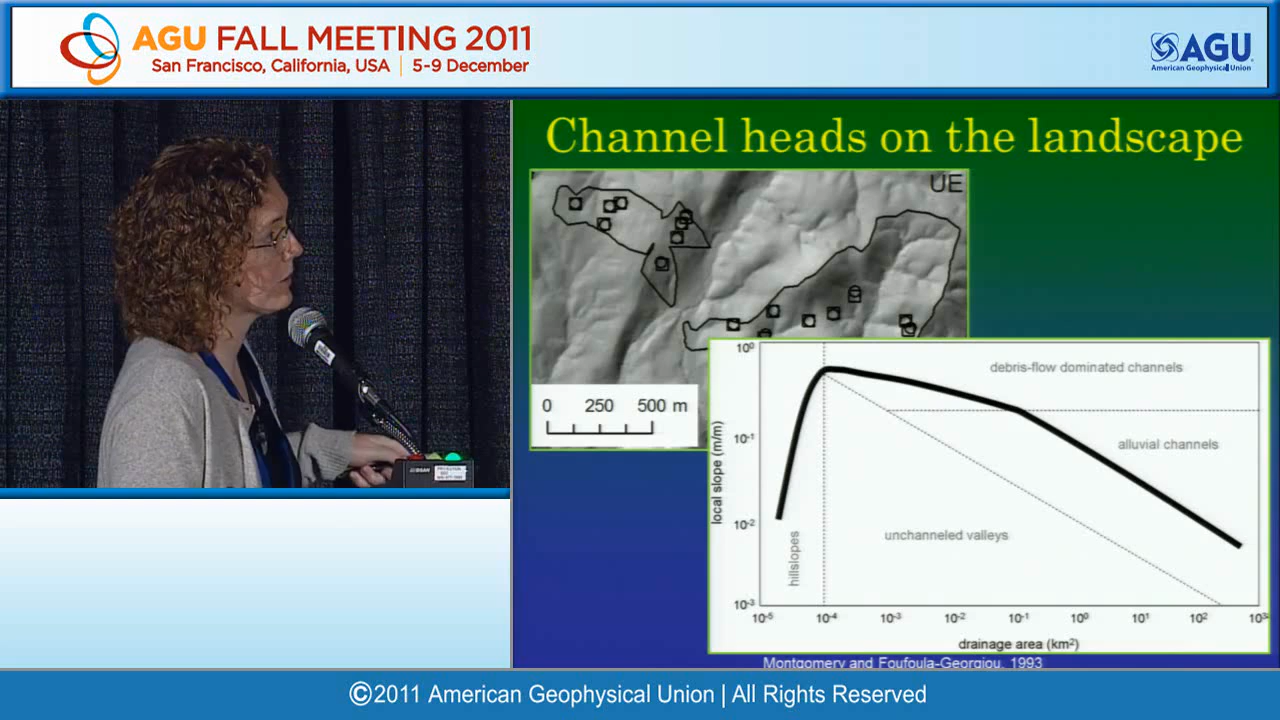 AGU FALL MEETING 2011
San Francisco, California, USA | 5-9 December
AGU
American Geophysical Union
Channel heads on the landscape
UE
0 250 500 m
10⁰
10⁻¹
10⁻²
10⁻³
local slope (m/m)
debris-flow dominated channels
alluvial channels
unchanneled valleys
hillslopes
10⁻⁵ 10⁻⁴ 10⁻³ 10⁻² 10⁻¹ 10⁰ 10¹ 10² 10³
drainage area (km²)
Montgomery and Foufoula-Georgiou, 1993
©2011 American Geophysical Union | All Rights Reserved